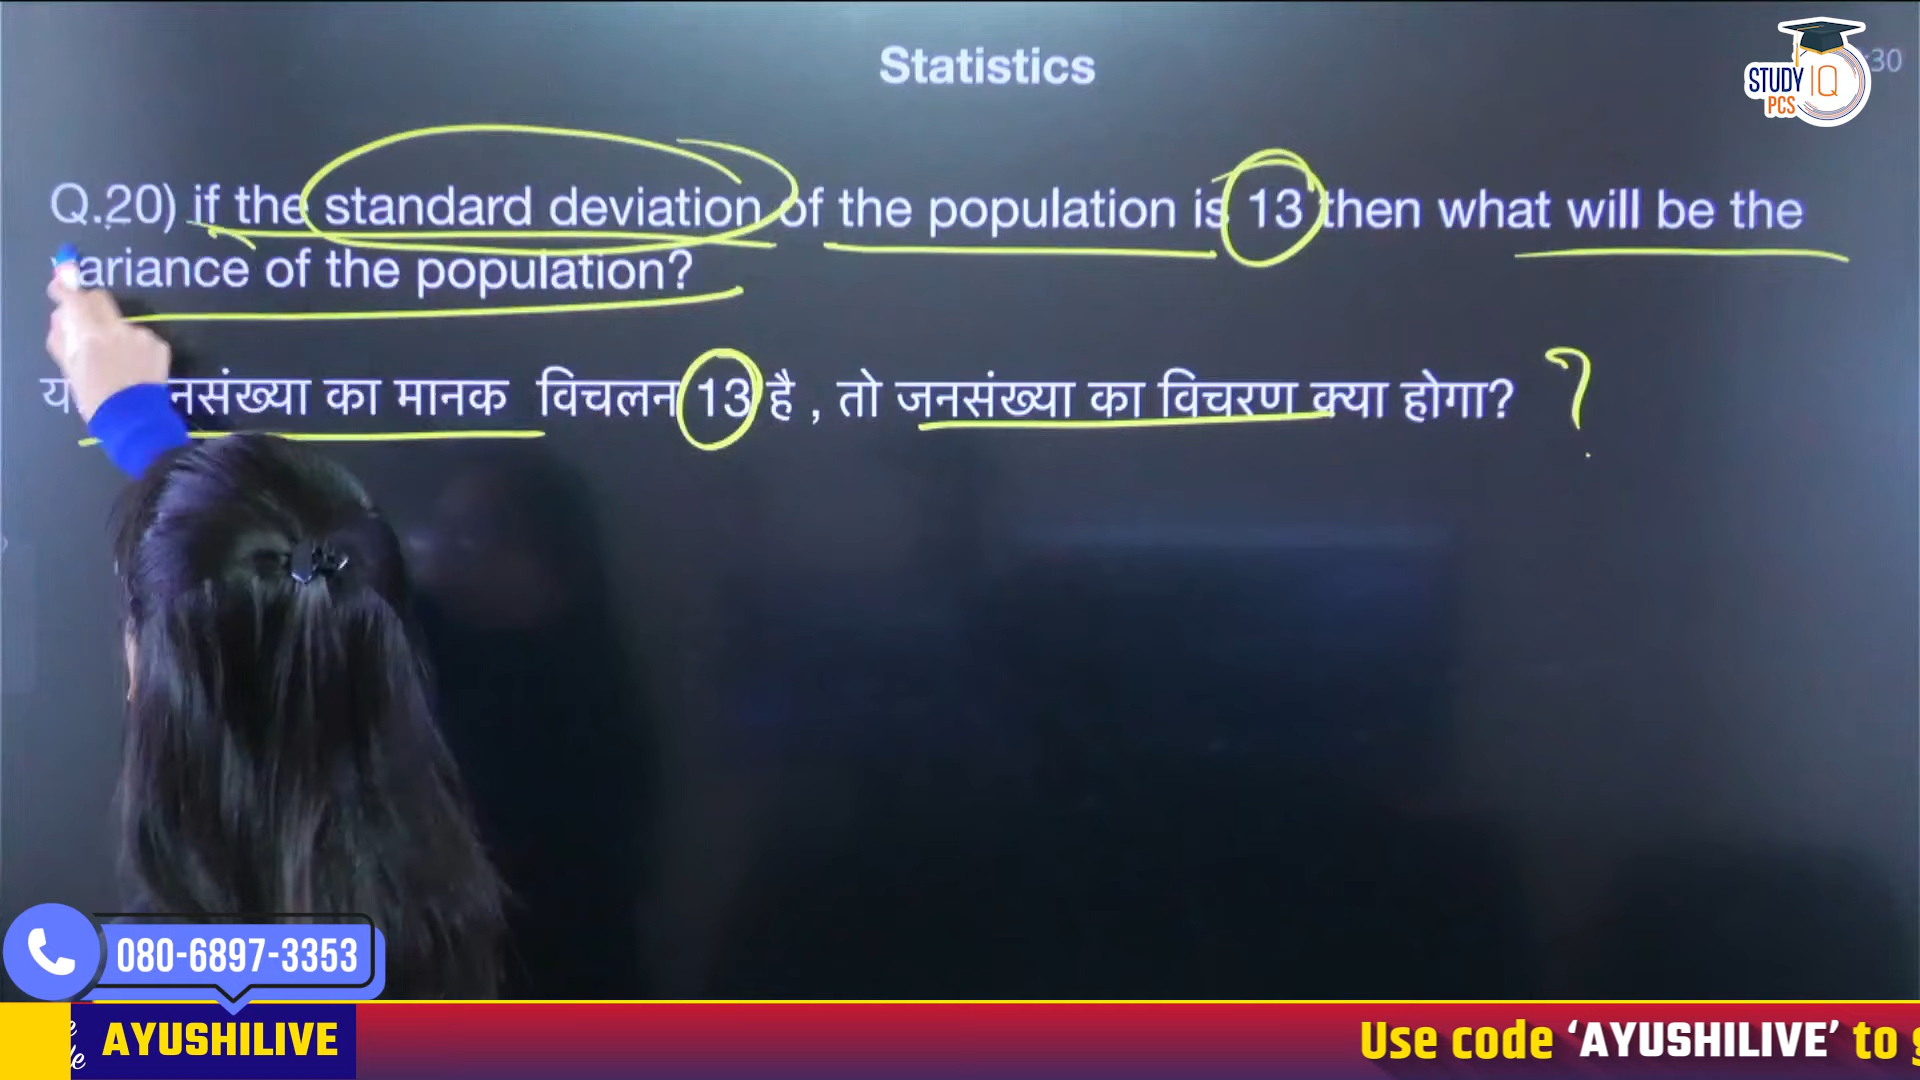 Statistics
:30
STUDY IQ
PCS
Q.20) if the standard deviation of the population is 13 then what will be the
variance of the population?
नसंख्या का मानक विचलन 13 है , तो जनसंख्या का विचरण क्या होगा? ?
080-6897-3353
AYUSHILIVE
Use code ‘AYUSHILIVE’ to